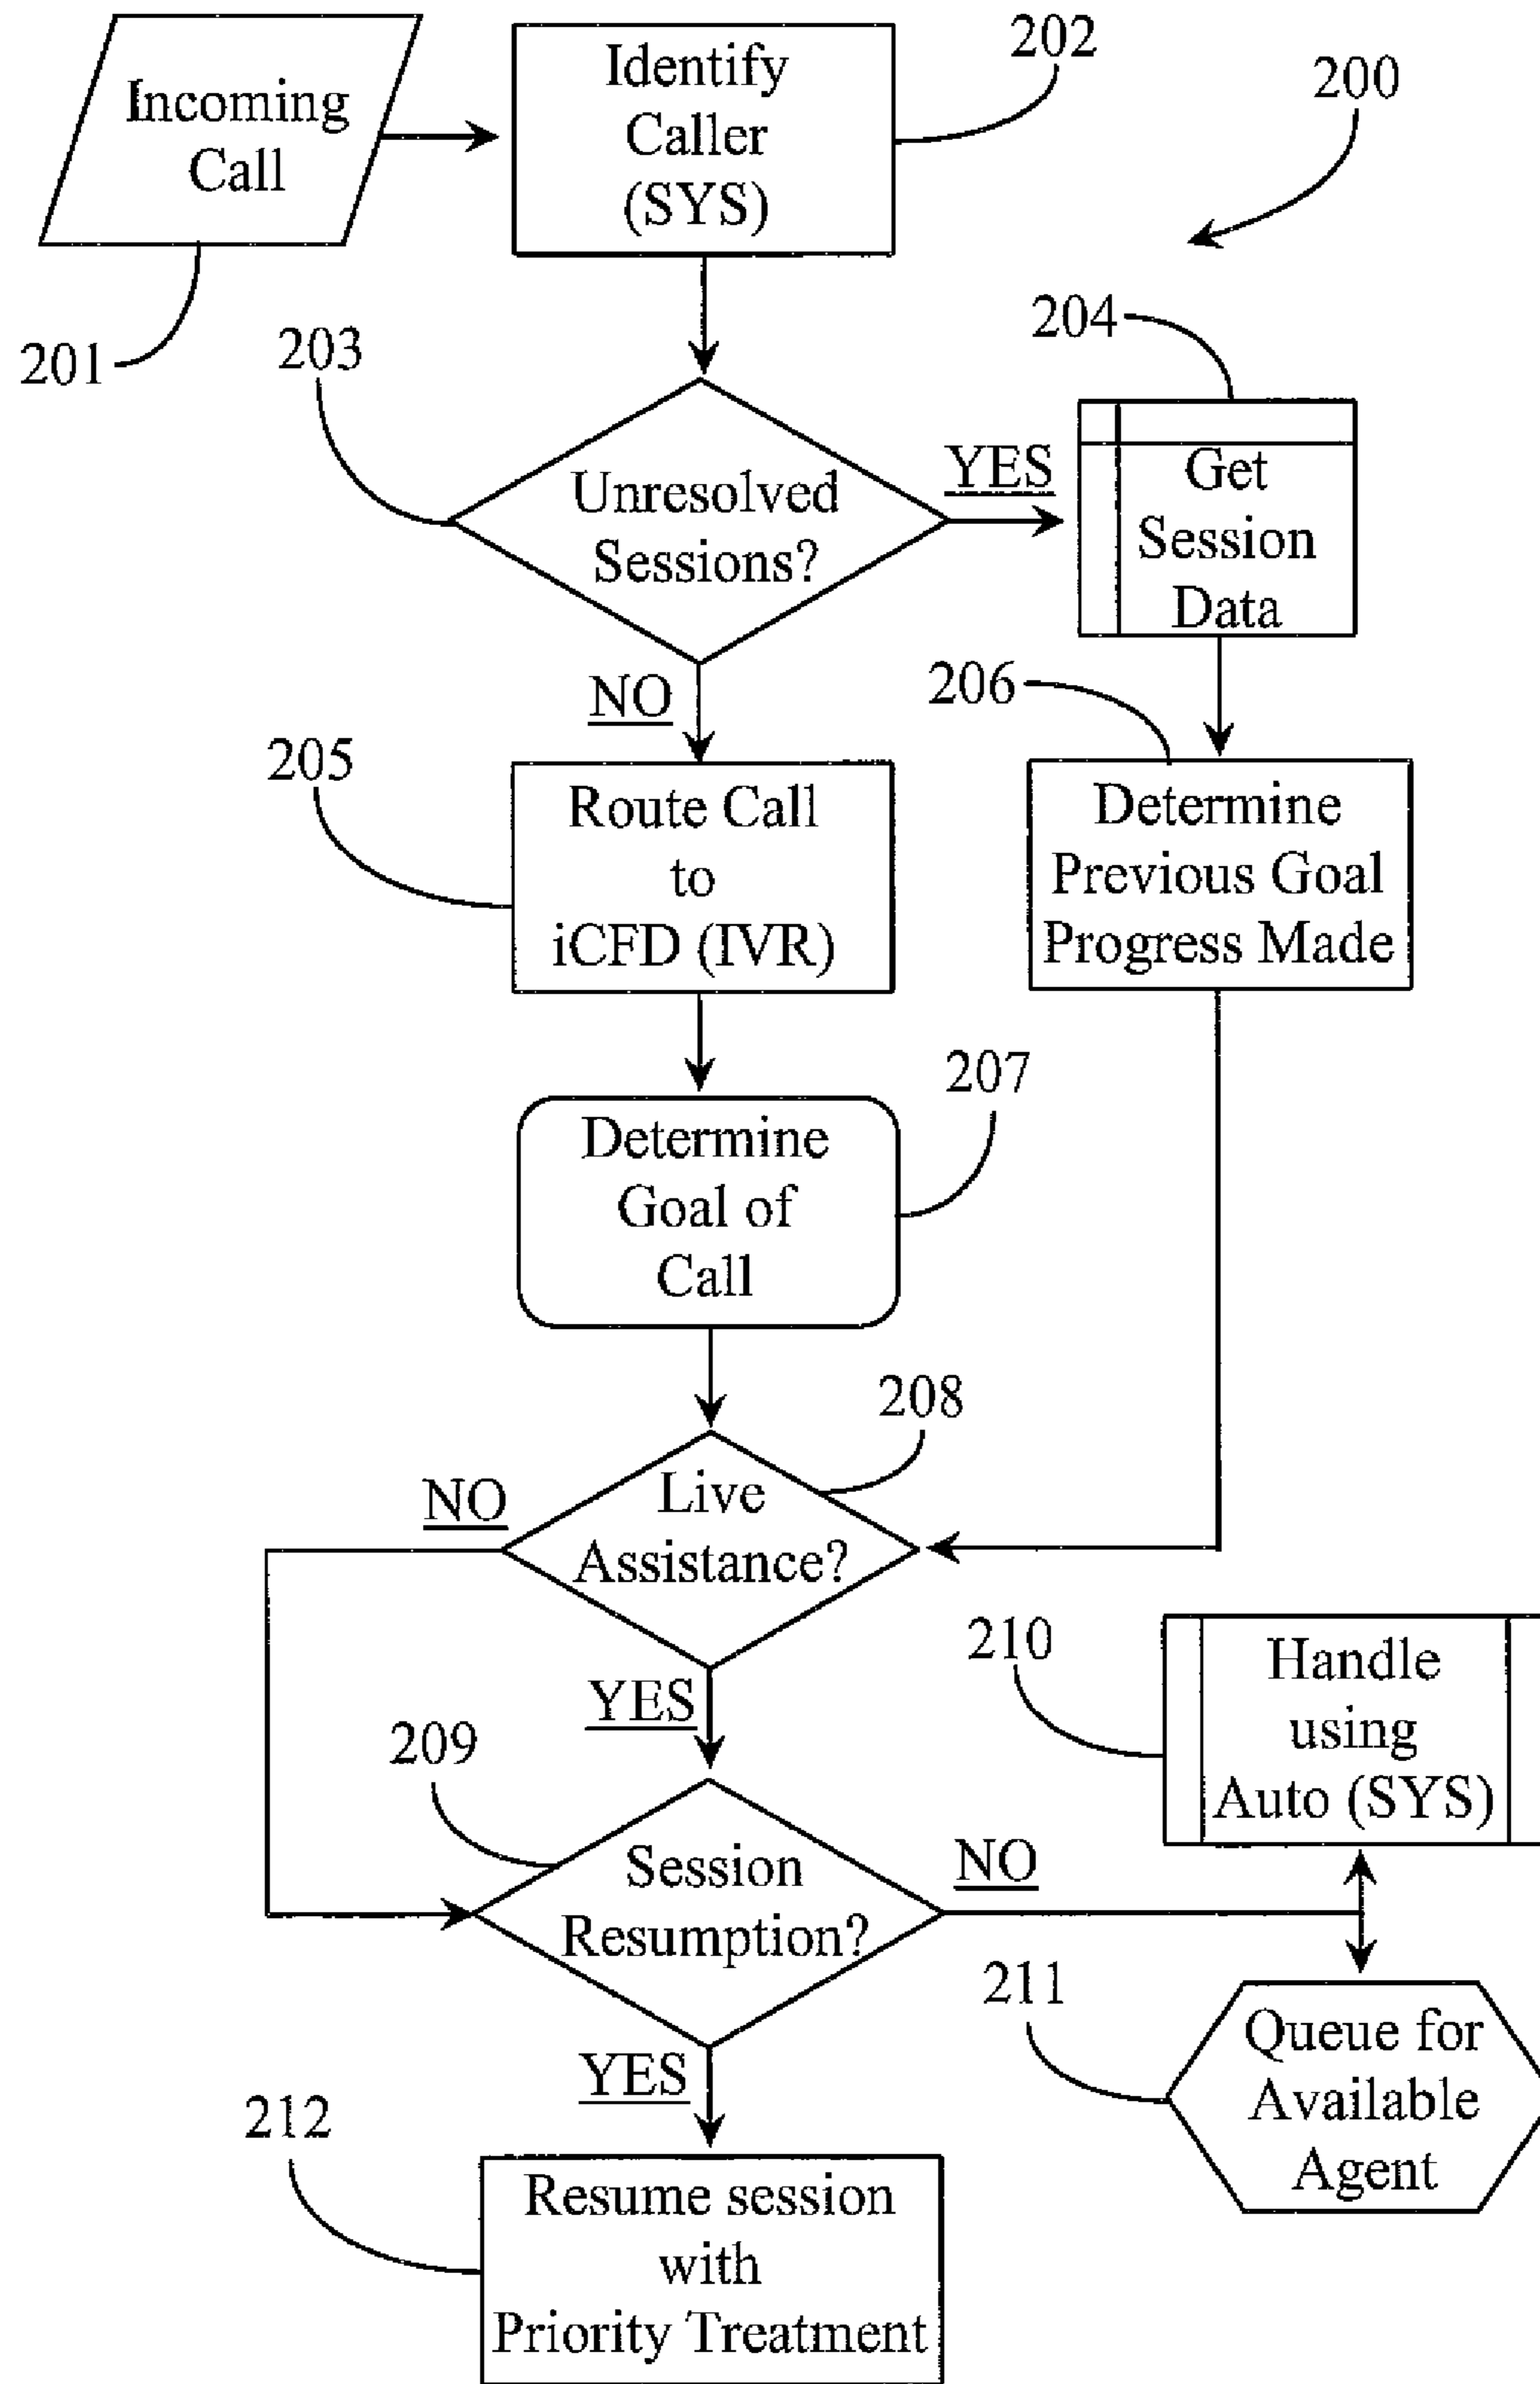 Incoming
Call
Identify
Caller
(SYS)
202
200
201
203
204
Unresolved
Sessions?
YES
Get
Session
Data
NO
206
205
Route Call
to
iCFD (IVR)
Determine
Previous Goal
Progress Made
207
Determine
Goal of
Call
208
NO
Live
Assistance?
YES
209
210
Handle
using
Auto (SYS)
Session
Resumption?
NO
211
Queue for
Available
Agent
YES
212
Resume session
with
Priority Treatment